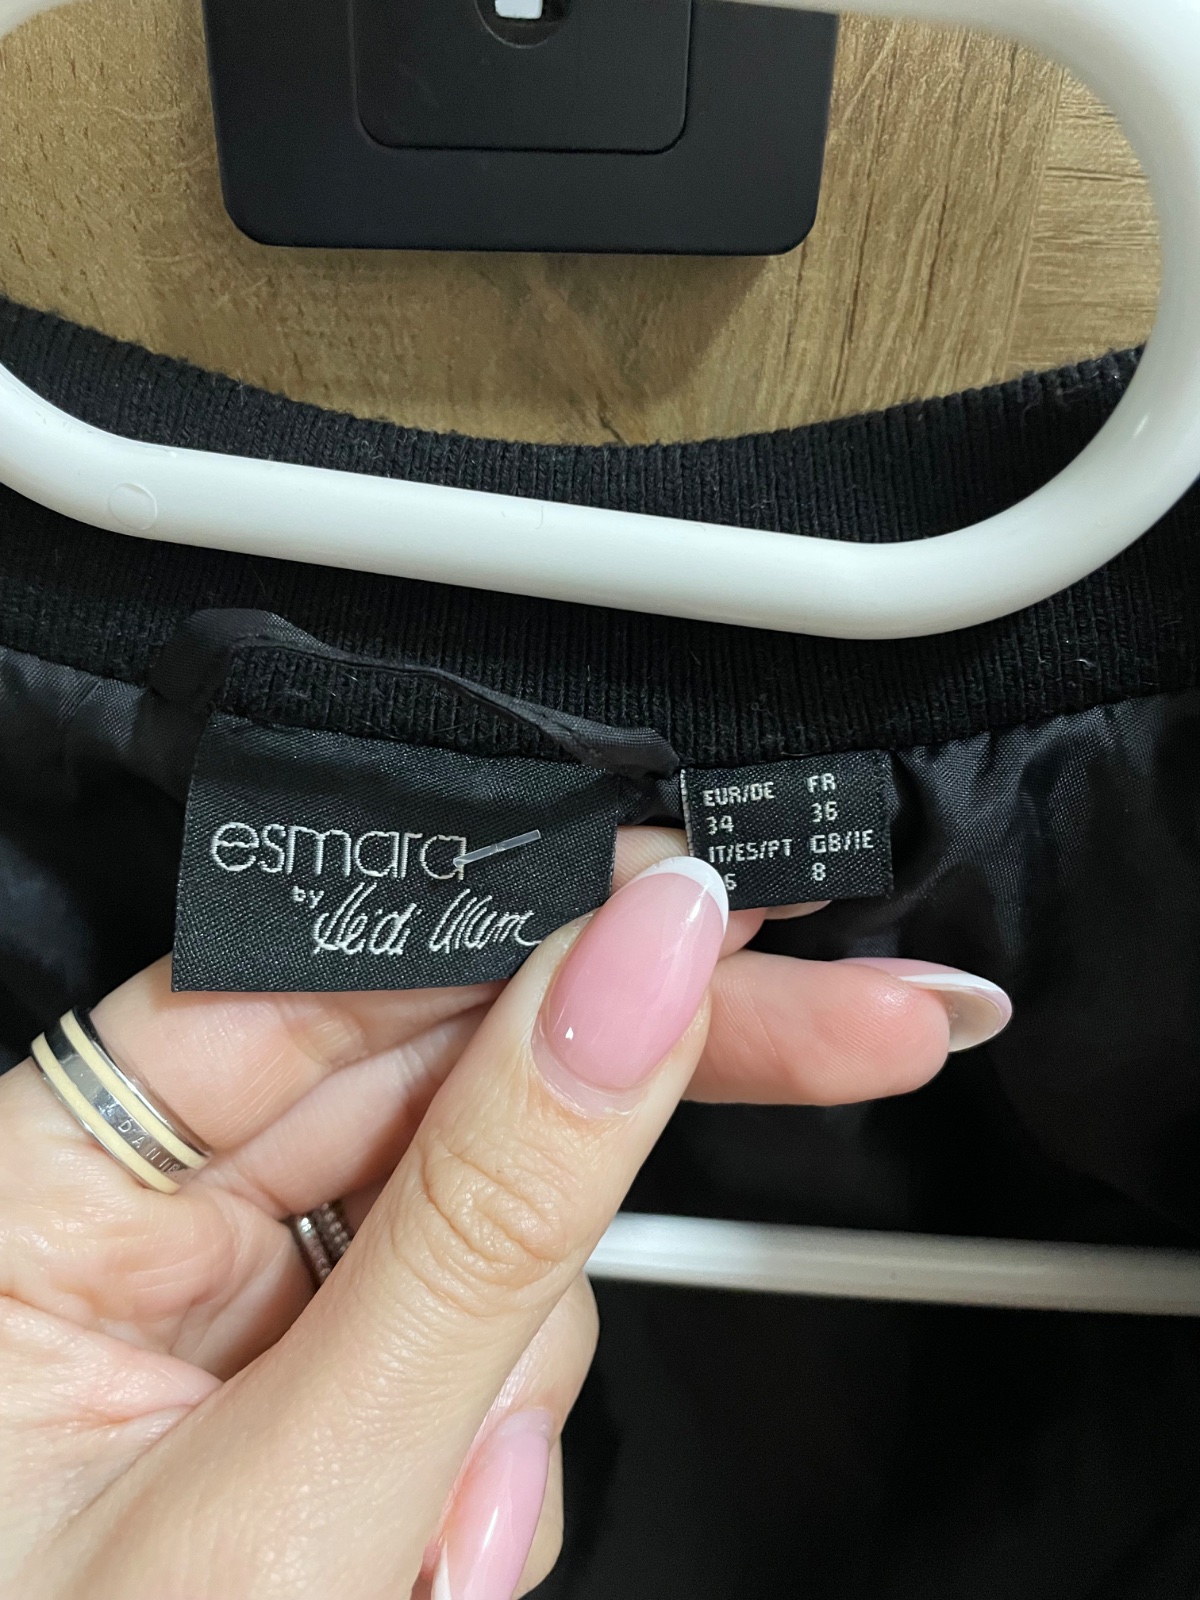 esmara
by Heidi Klum
EUR/DE FR
34 36
IT/ES/PT GB/IE
8